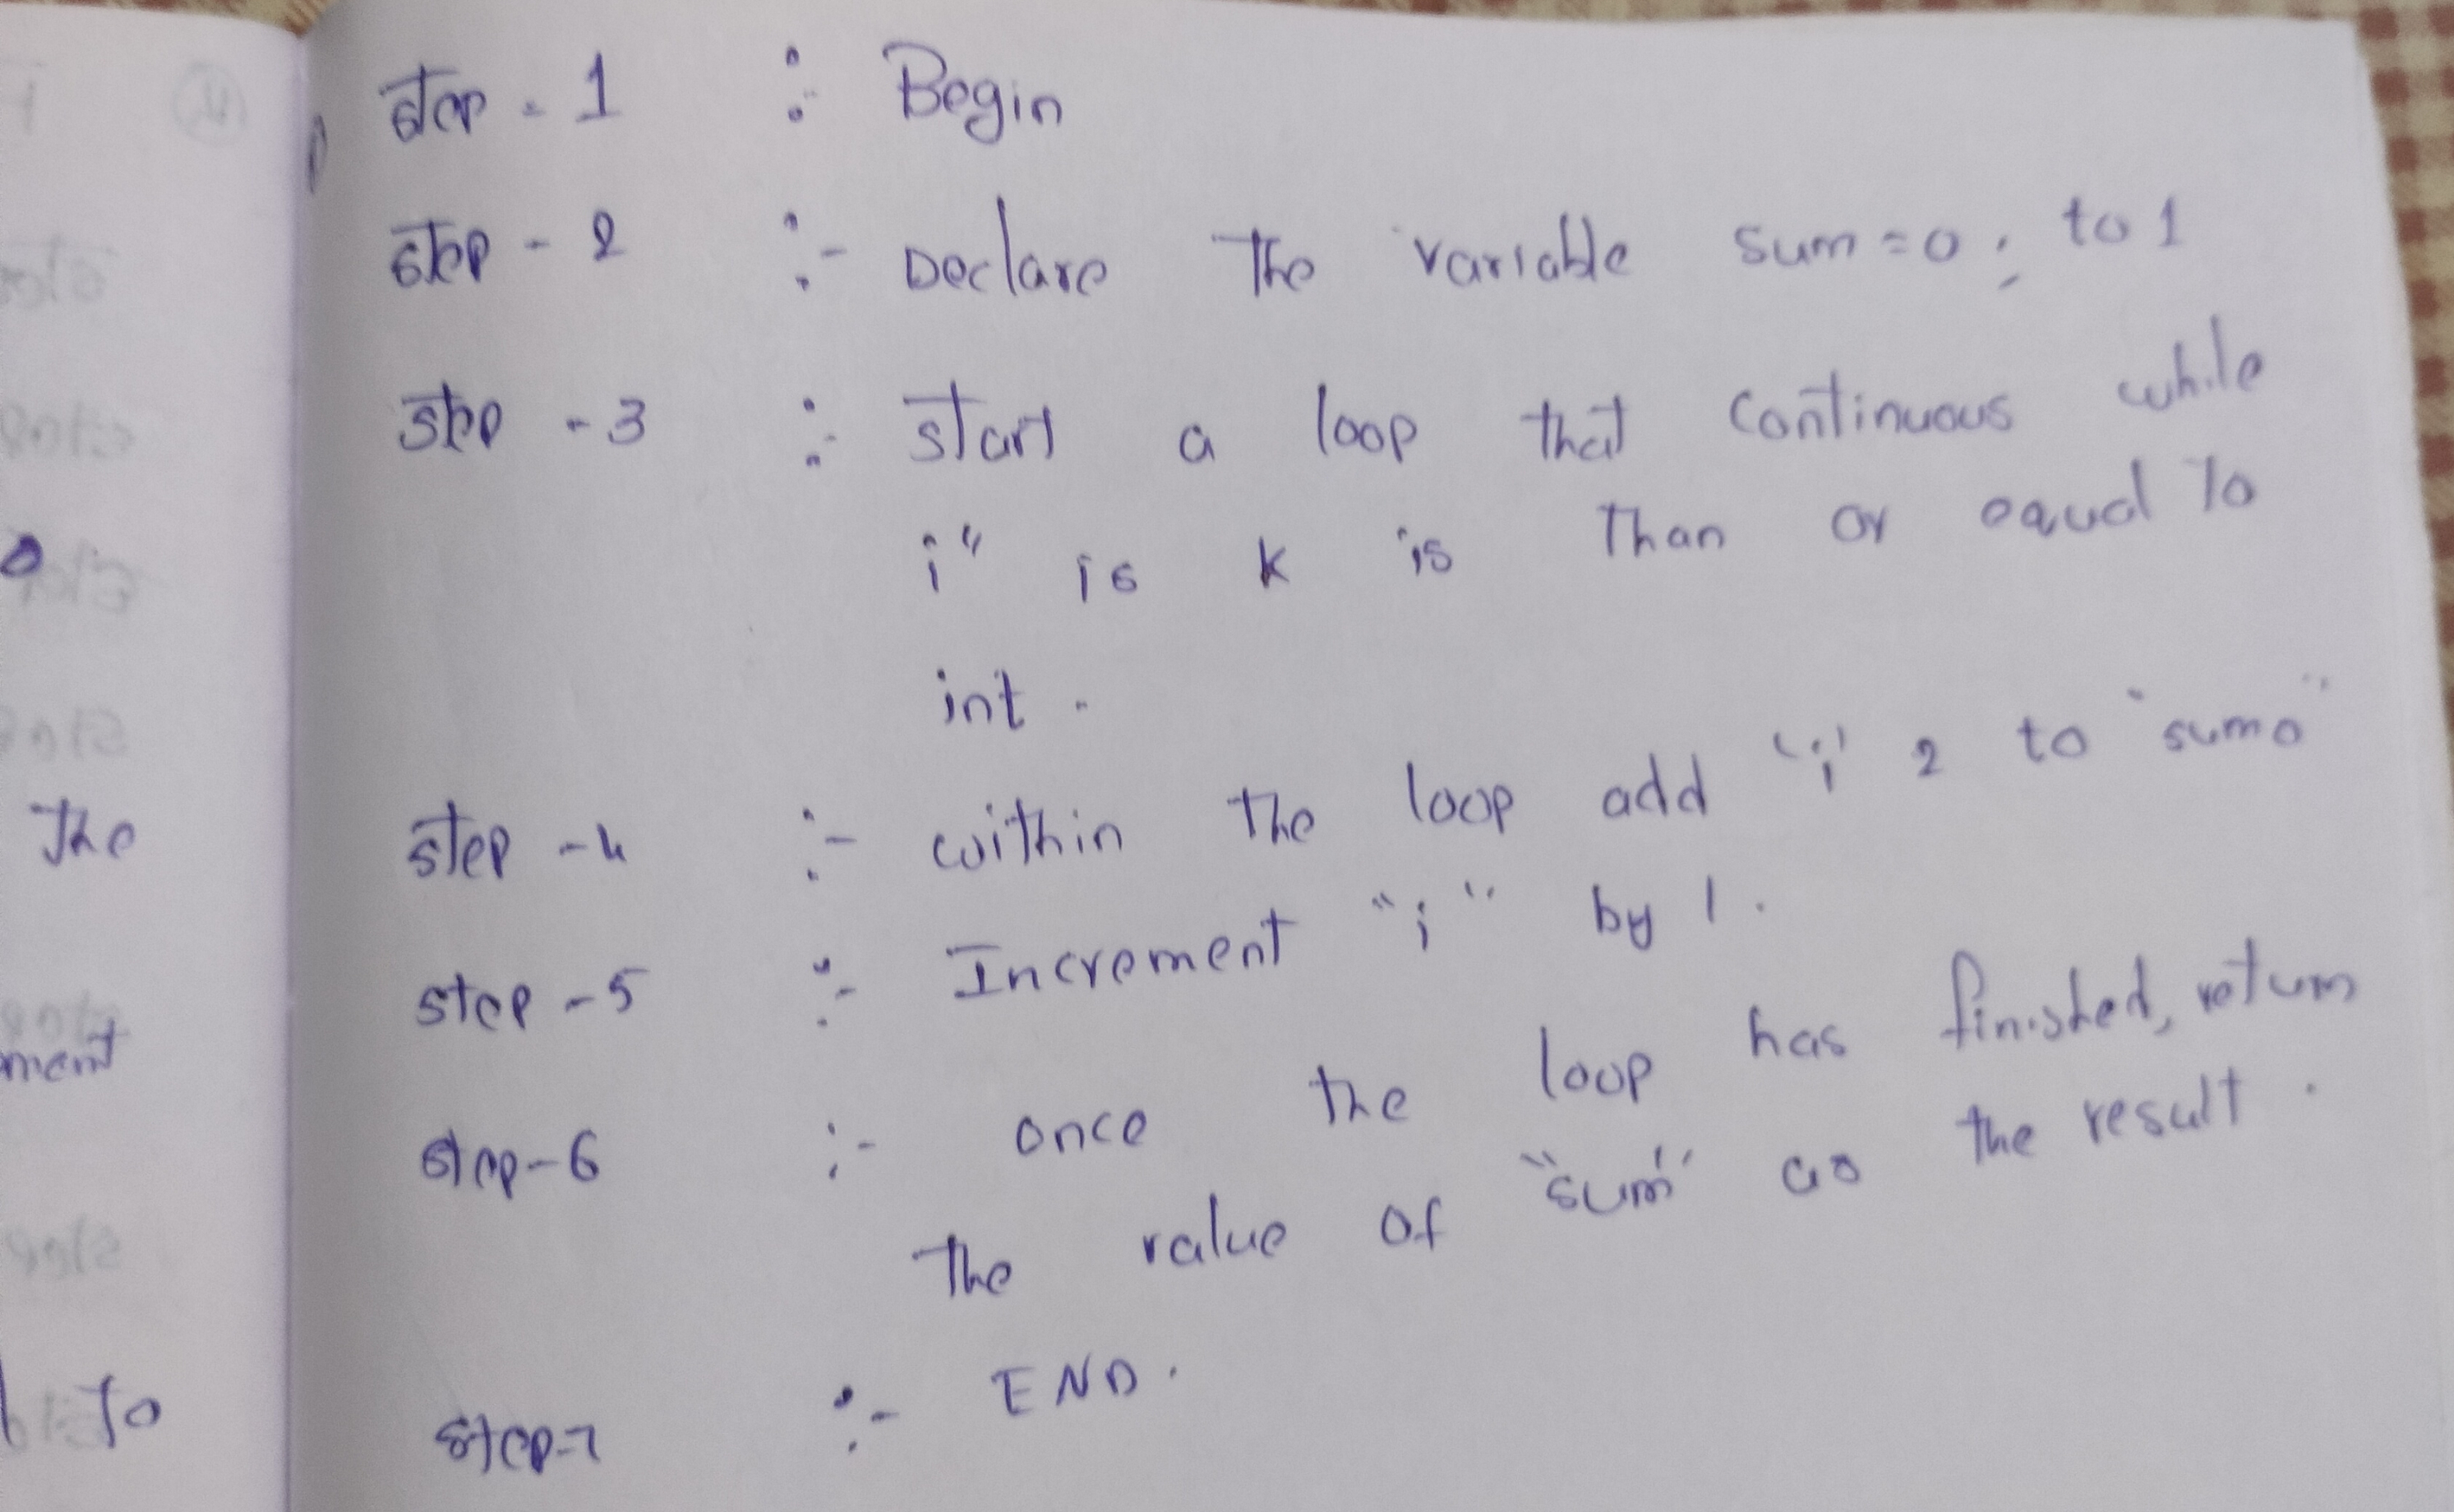 step - 1 :- Begin
step - 2 :- Declare The variable sum=0; to 1
step - 3 :- start a loop that continuous while
i" is k is Than or equal To
int .
step - 4 :- within The loop add 'i' 2 to "sumo"
step - 5 :- Increment "i" by 1.
step-6 :- once the loop has finished, return
The value of "sum" as the result .
step-7 :- END .
The
ment
To